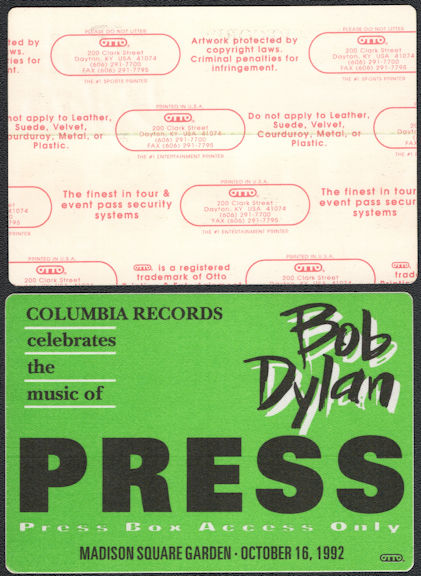 PLEASE DO NOT LITTER
OTTO
200 Clark Street
Dayton, KY USA 41074
(606) 291-7700
FAX (606) 291-7795
THE #1 SPORTS PRINTER
ted by
ws.
ties for
nt.
Artwork protected by
copyright laws.
Criminal penalties for
infringement.
PLEASE DO NOT LITTER
OTTO
200 Clark Street
Dayton, KY USA 41074
(606) 291-7700
FAX (606) 291-7795
THE #1 SPORTS PRINTER
not apply to Leather,
Suede, Velvet,
ourduroy, Metal, or
Plastic.
PRINTED IN U.S.A.
OTTO
200 Clark Street
Dayton, KY USA 41074
(606) 291-7700
FAX (606) 291-7795
THE #1 ENTERTAINMENT PRINTER
Do not apply to Leather,
Suede, Velvet,
Courduroy, Metal, or
Plastic.
The finest in tour &
event pass security
systems
PRINTED IN U.S.A.
OTTO
200 Clark Street
Dayton, KY USA 41074
(606) 291-7700
FAX (606) 291-7795
THE #1 ENTERTAINMENT PRINTER
The finest in tour
event pass secur
systems
PRINTED IN U.S.A.
OTTO
200 Clark Street
OTTO. is a registered
trademark of Otto
PRINTED IN U.S.A.
OTTO
200 Clark Street
COLUMBIA RECORDS
celebrates
the
music of
Bob
Dylan
PRESS
Press Box Access Only
MADISON SQUARE GARDEN · OCTOBER 16, 1992
OTTO